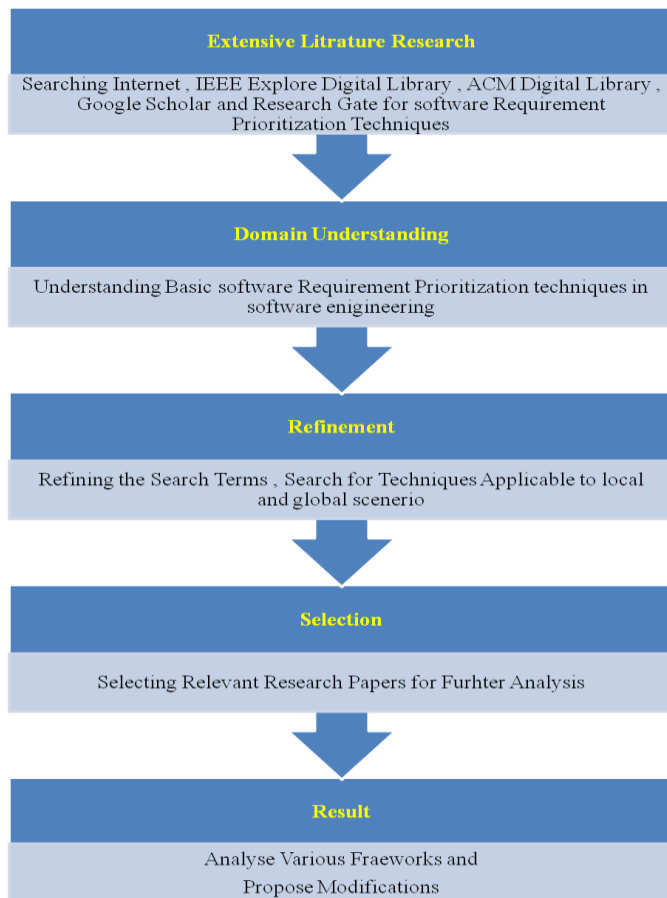 Extensive Litrature Research
Searching Internet , IEEE Explore Digital Library , ACM Digital Library ,
Google Scholar and Research Gate for software Requirement
Prioritization Techniques
Domain Understanding
Understanding Basic software Requirement Prioritization techniques in
software enigineering
Refinement
Refining the Search Terms , Search for Techniques Applicable to local
and global scenerio
Selection
Selecting Relevant Research Papers for Furhter Analysis
Result
Analyse Various Fraeworks and
Propose Modifications